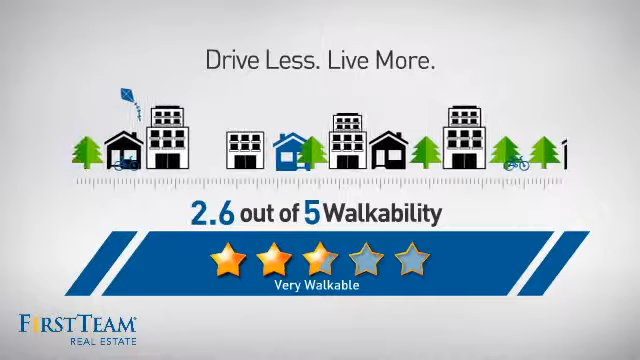 Drive Less. Live More.
2.6 out of 5 Walkability
Very Walkable
FIRSTTEAM®
REAL ESTATE